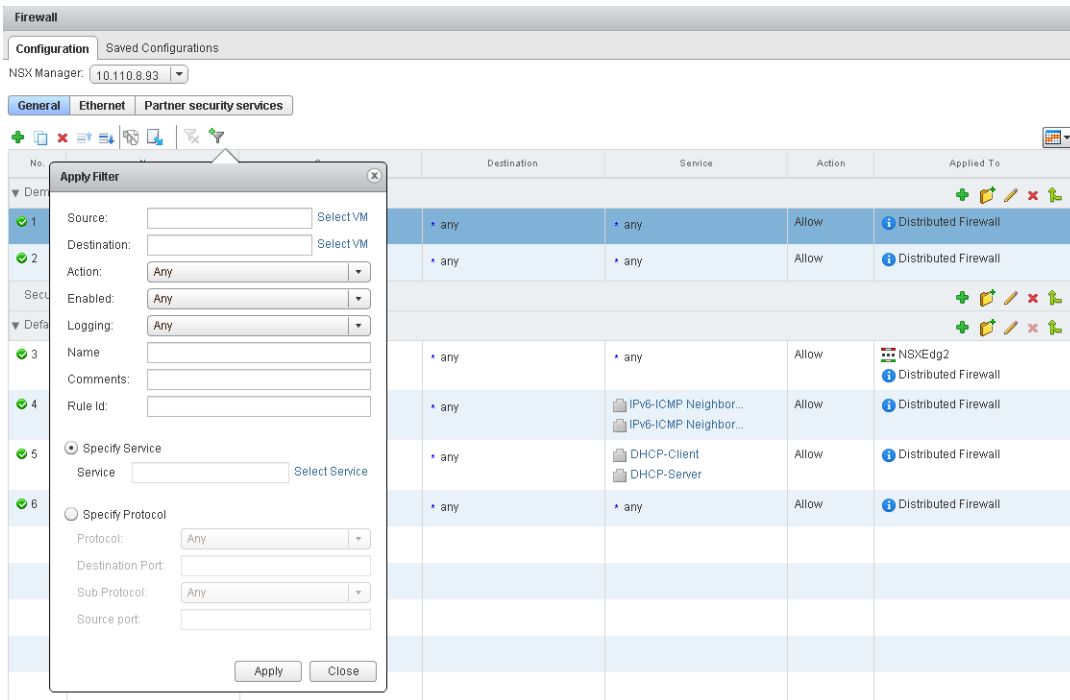 Firewall
Configuration Saved Configurations
NSX Manager: 10.110.8.93
General Ethernet Partner security services
No. Destination Service Action Applied To
Apply Filter
Dem
Source: Select VM
1 * any * any Allow Distributed Firewall
Destination: Select VM
2 * any * any Allow Distributed Firewall
Action: Any
Secu
Enabled: Any
Defa
Logging: Any
3 * any * any Allow NSXEdg2
Distributed Firewall
Name
Comments:
4 * any IPv6-ICMP Neighbor... Allow Distributed Firewall
IPv6-ICMP Neighbor...
Rule Id:
Specify Service
5 * any DHCP-Client Allow Distributed Firewall
DHCP-Server
Service Select Service
6 * any * any Allow Distributed Firewall
Specify Protocol
Protocol: Any
Destination Port:
Sub Protocol: Any
Source port:
Apply Close